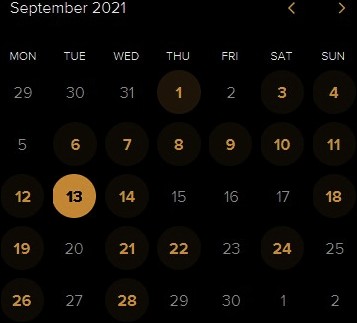 September 2021
MON TUE WED THU FRI SAT SUN
29 30 31 1 2 3 4
5 6 7 8 9 10 11
12 13 14 15 16 17 18
19 20 21 22 23 24 25
26 27 28 29 30 1 2